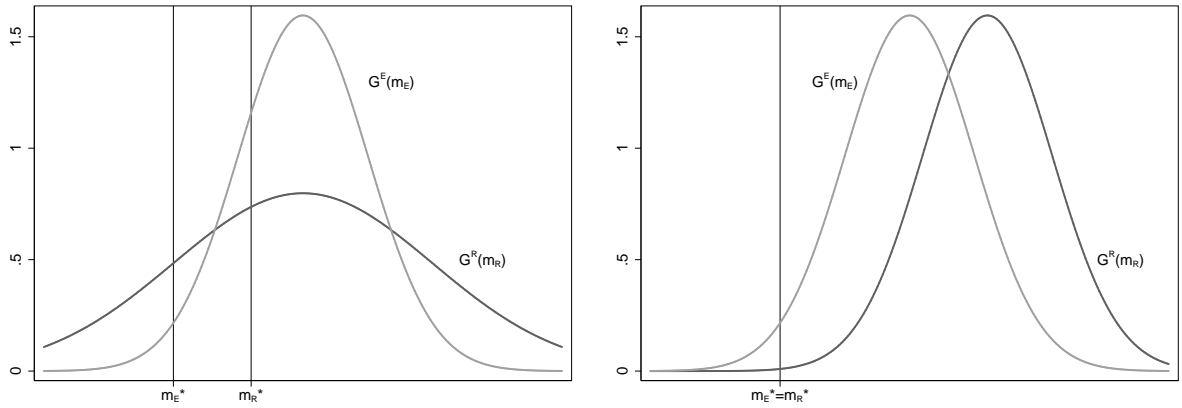 1.5
1
.5
0
G^E(m_E)
G^R(m_R)
m_E* m_R*
1.5
1
.5
0
G^E(m_E)
G^R(m_R)
m_E*=m_R*